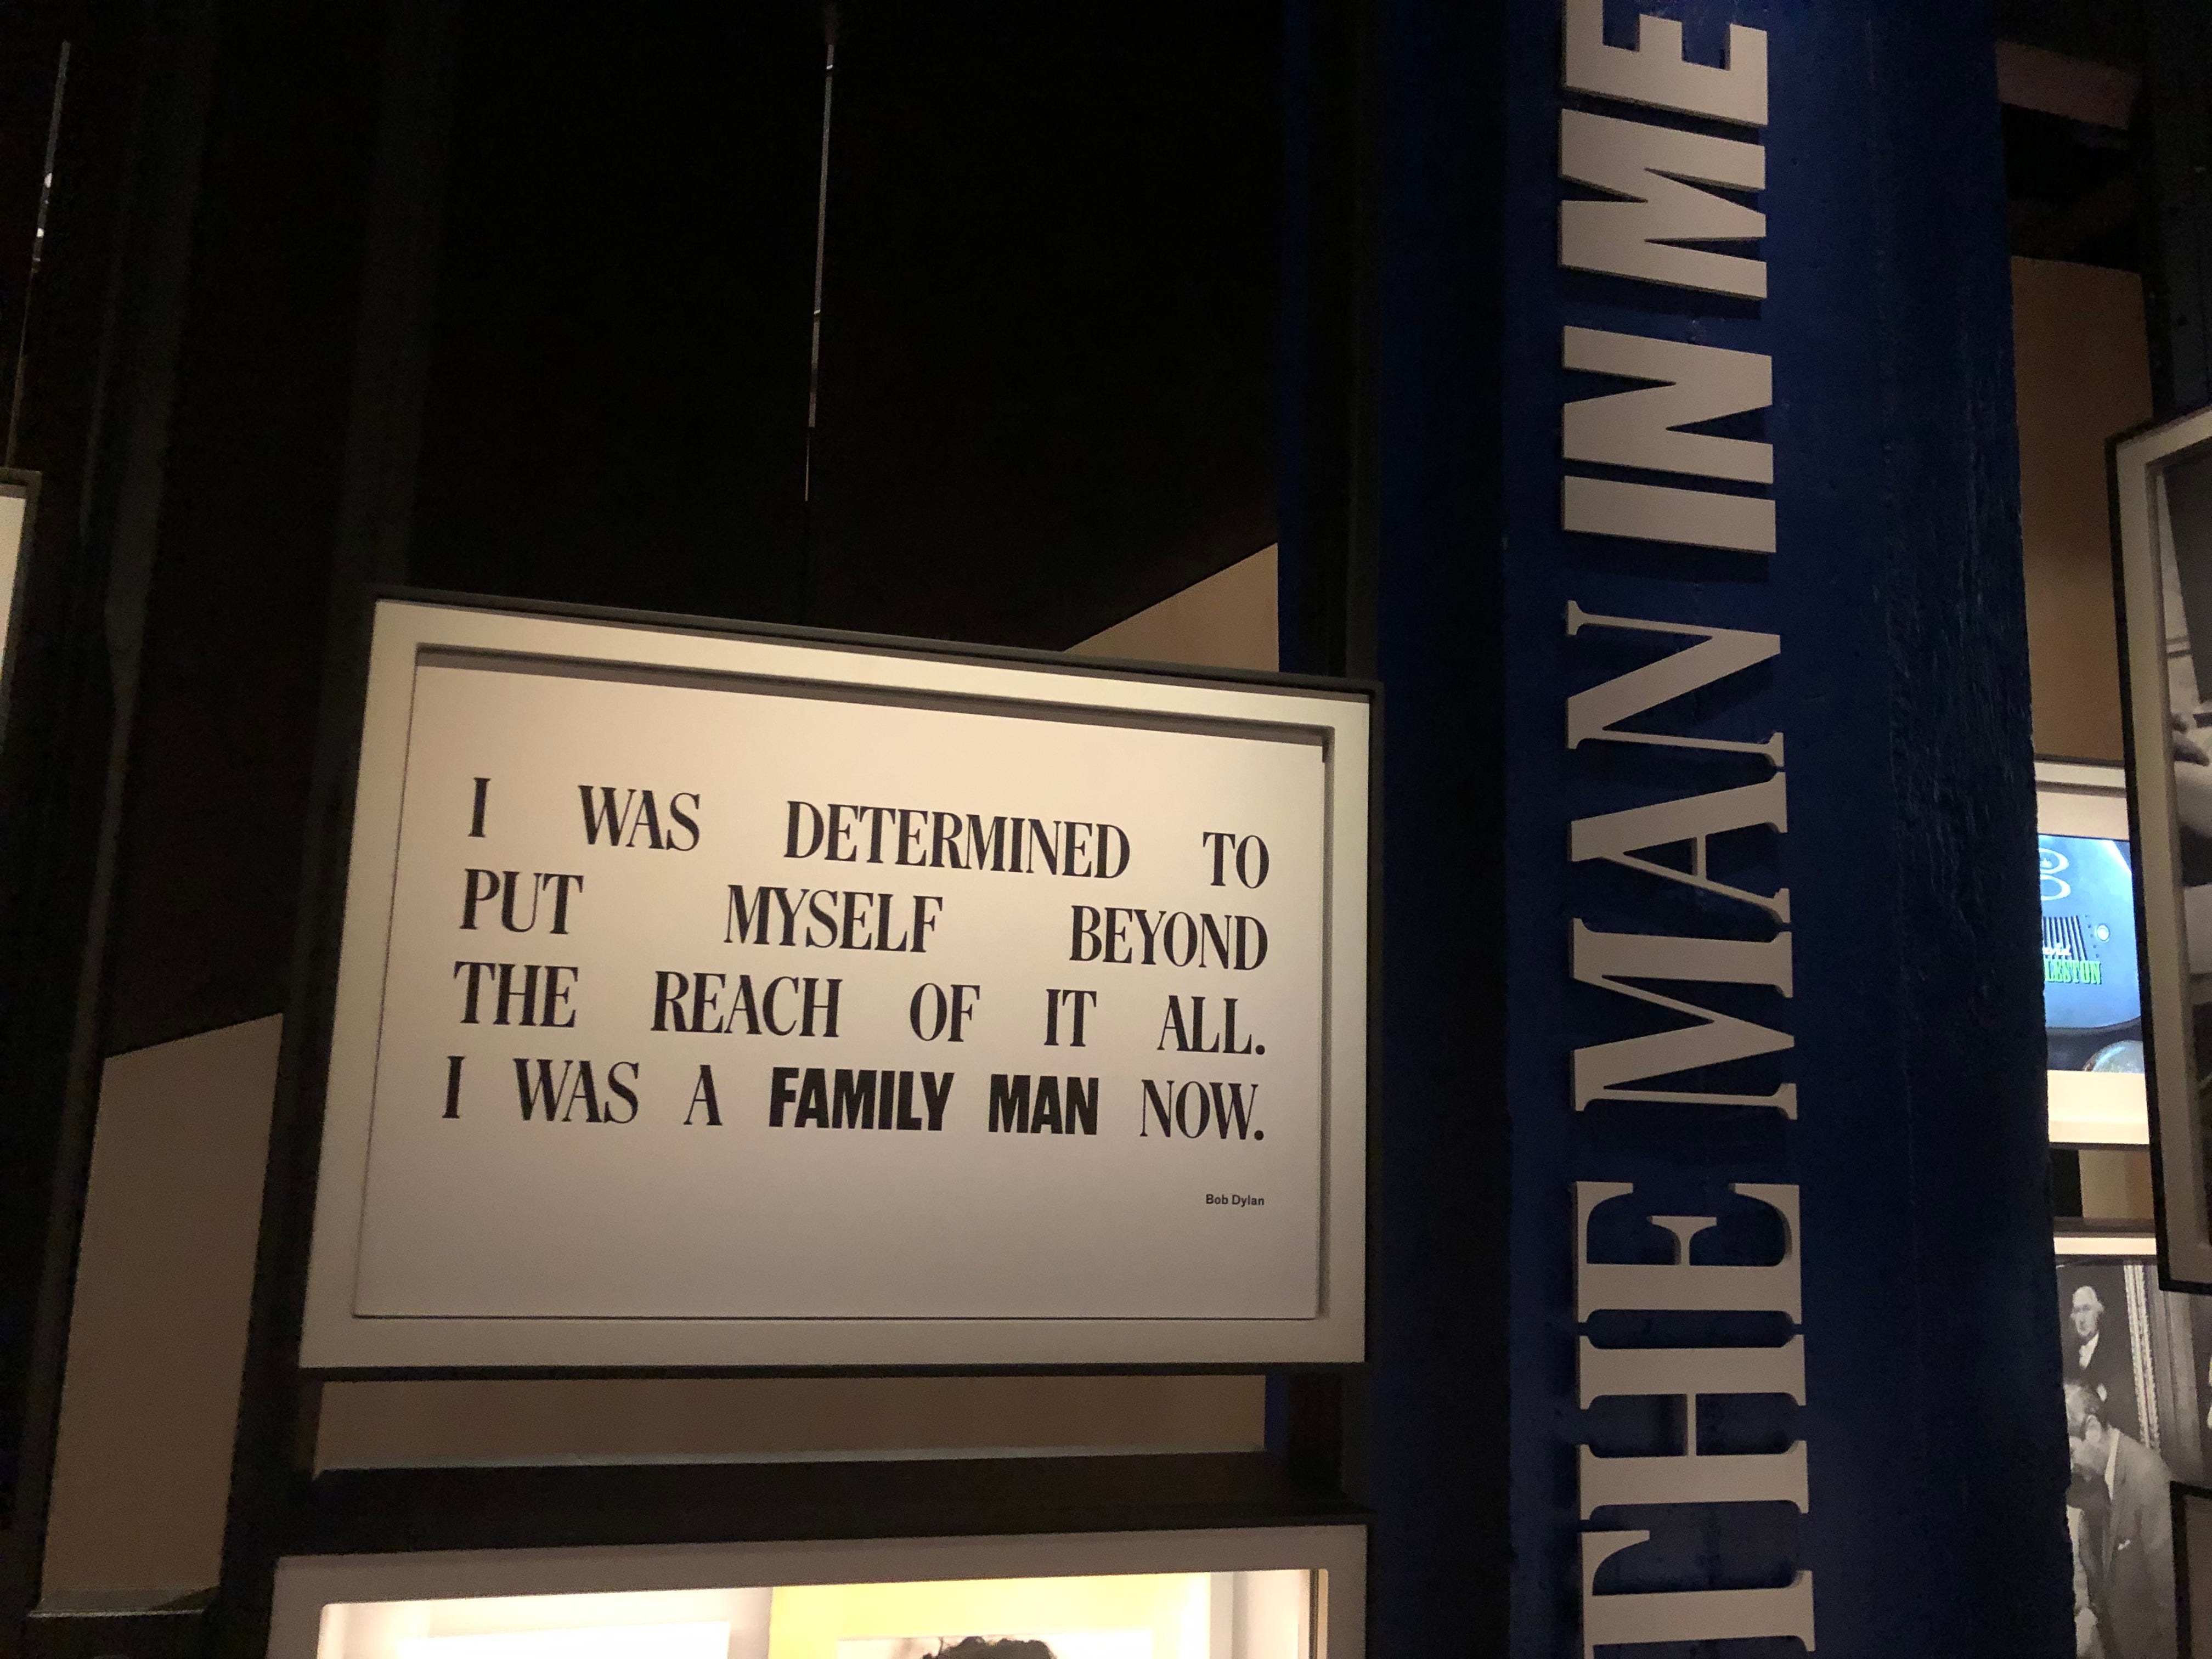 I WAS DETERMINED TO
PUT MYSELF BEYOND
THE REACH OF IT ALL.
I WAS A FAMILY MAN NOW.
Bob Dylan
THE MAN IN ME
LESTON